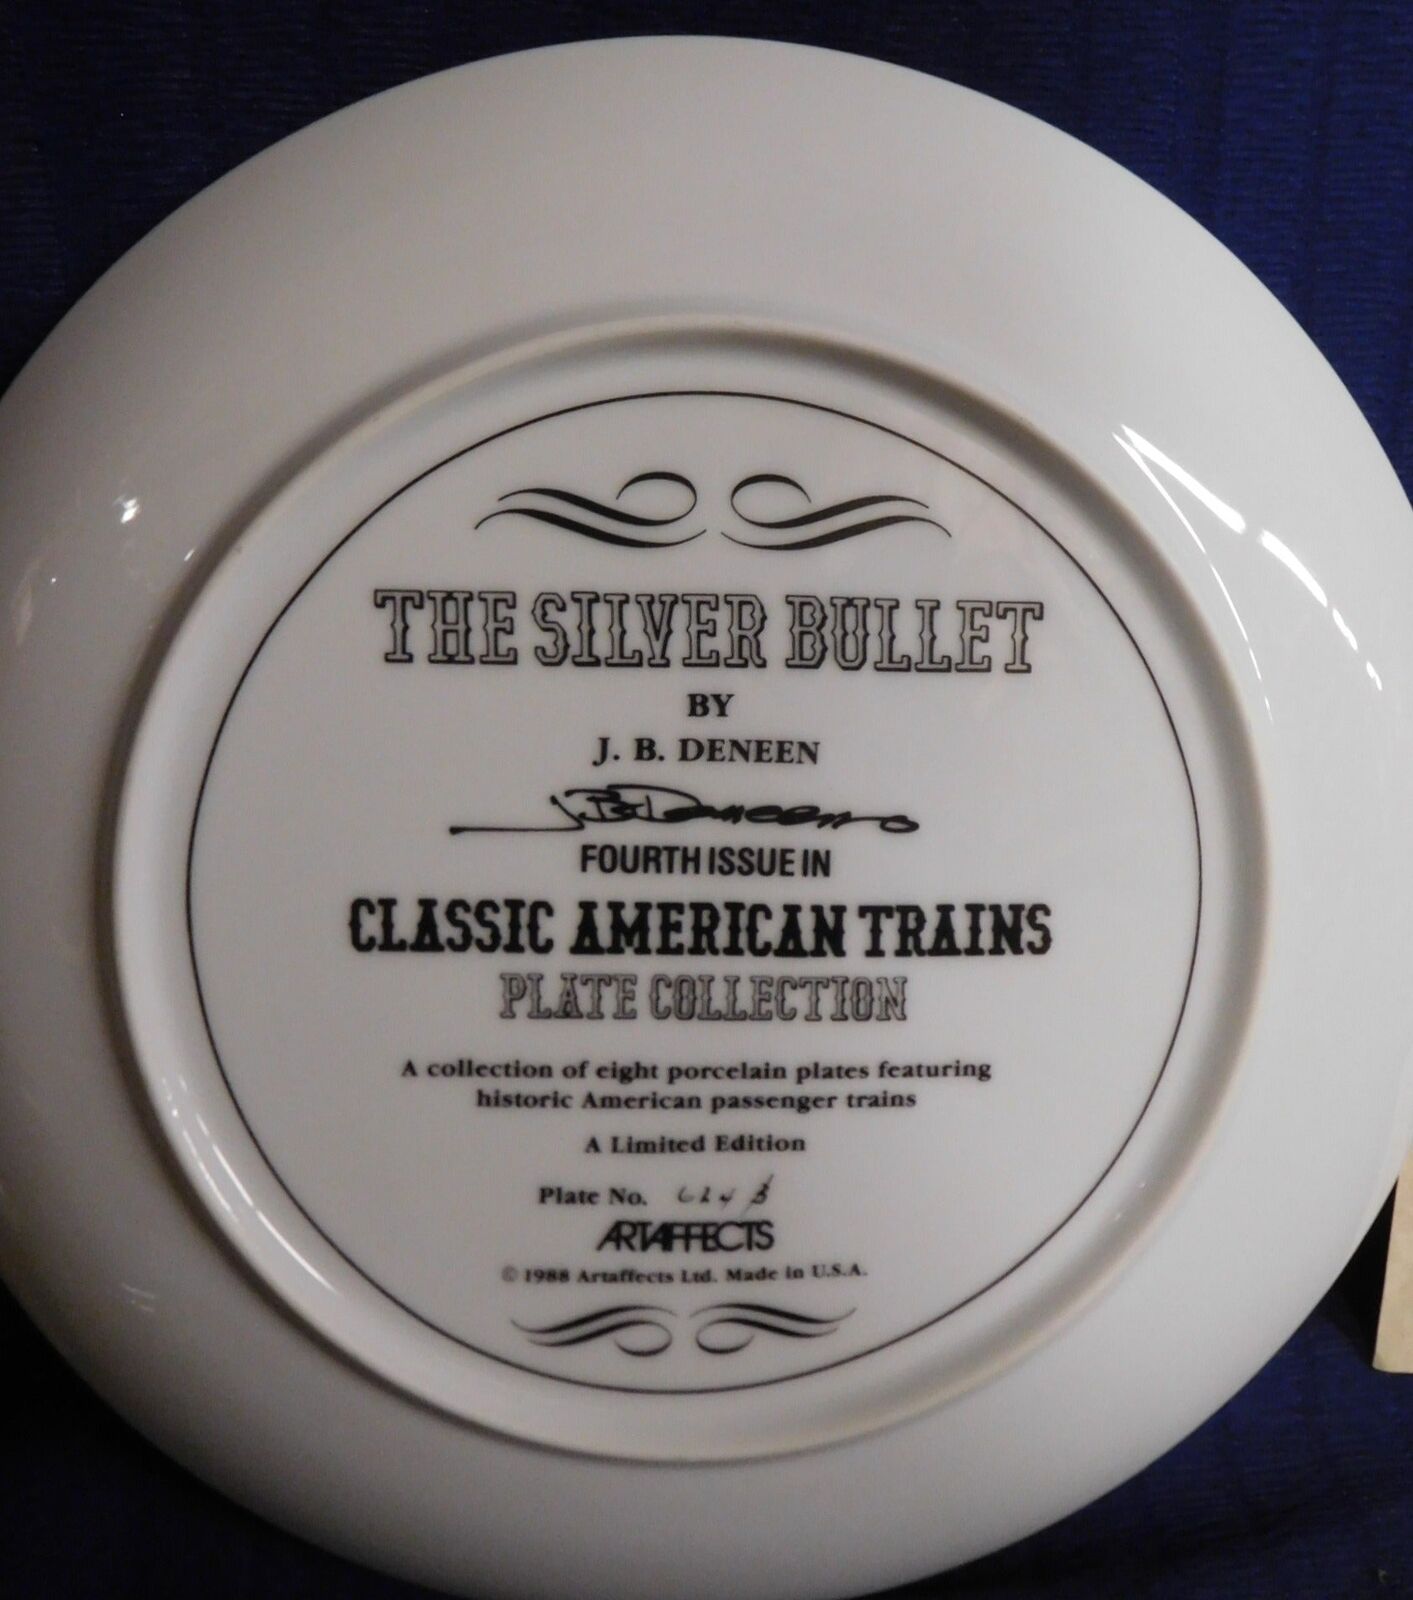 THE SILVER BULLET
BY
J. B. DENEEN
J.B. Deneen
FOURTH ISSUE IN
CLASSIC AMERICAN TRAINS
PLATE COLLECTION
A collection of eight porcelain plates featuring
historic American passenger trains
A Limited Edition
Plate No.
ARTAFFECTS
© 1988 Artaffects Ltd. Made in U.S.A.